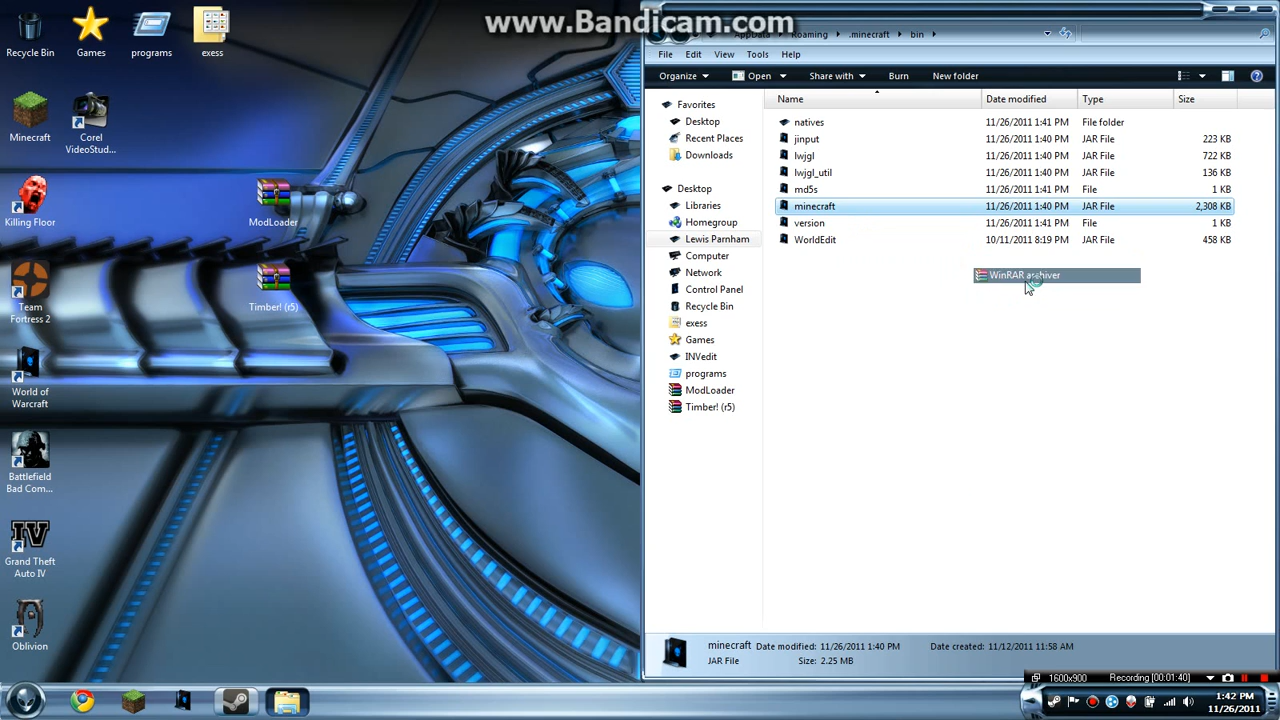 www.Bandicam.com
AppData Roaming .minecraft bin
File Edit View Tools Help
Organize Open Share with Burn New folder
Name Date modified Type Size
natives 11/26/2011 1:41 PM File folder
jinput 11/26/2011 1:40 PM JAR File 223 KB
lwjgl 11/26/2011 1:40 PM JAR File 722 KB
lwjgl_util 11/26/2011 1:40 PM JAR File 136 KB
md5s 11/26/2011 1:41 PM File 1 KB
minecraft 11/26/2011 1:40 PM JAR File 2,308 KB
version 11/26/2011 1:41 PM File 1 KB
WorldEdit 10/11/2011 8:19 PM JAR File 458 KB
WinRAR archiver
Favorites
Desktop
Recent Places
Downloads
Desktop
Libraries
Homegroup
Lewis Parnham
Computer
Network
Control Panel
Recycle Bin
exess
Games
INVedit
programs
ModLoader
Timber! (r5)
Recycle Bin
Games
programs
exess
Minecraft
Corel
VideoStud...
Killing Floor
ModLoader
Team
Fortress 2
Timber! (r5)
World of
Warcraft
Battlefield
Bad Com...
Grand Theft
Auto IV
Oblivion
minecraft Date modified: 11/26/2011 1:40 PM Date created: 11/12/2011 11:58 AM
JAR File Size: 2.25 MB
1600x900 Recording [00:01:40]
1:42 PM
11/26/2011